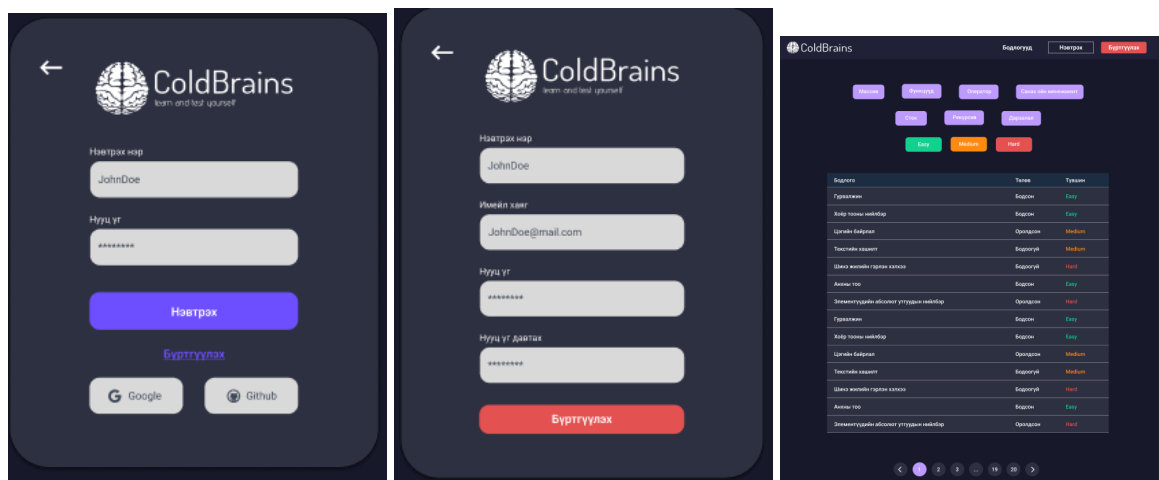 ColdBrains
learn and test yourself
Нэвтрэх нэр
JohnDoe
Нууц үг
********
Нэвтрэх
Бүртгүүлэх
Google
Github
ColdBrains
learn and test yourself
Нэвтрэх нэр
JohnDoe
Имейл хаяг
JohnDoe@mail.com
Нууц үг
********
Нууц үг давтах
********
Бүртгүүлэх
ColdBrains
Бодлогууд
Нэвтрэх
Бүртгүүлэх
Массив
Функцууд
Оператор
Санах ойн менежмент
Стек
Рекурсив
Дараалал
Easy
Medium
Hard
Бодлого Төлөв Түвшин
Гурвалжин Бодсон Easy
Хоёр тооны нийлбэр Бодсон Easy
Цэгийн байрлал Оролдсон Medium
Текстийн хашилт Бодоогүй Medium
Шинэ жилийн гэрлэн хэлхээ Бодоогүй Hard
Анхны тоо Бодсон Easy
Элементүүдийн абсолют утгуудын нийлбэр Оролдсон Hard
Гурвалжин Бодсон Easy
Хоёр тооны нийлбэр Бодсон Easy
Цэгийн байрлал Оролдсон Medium
Текстийн хашилт Бодоогүй Medium
Шинэ жилийн гэрлэн хэлхээ Бодоогүй Hard
Анхны тоо Бодсон Easy
Элементүүдийн абсолют утгуудын нийлбэр Оролдсон Hard
< 1 2 3 ... 19 20 >